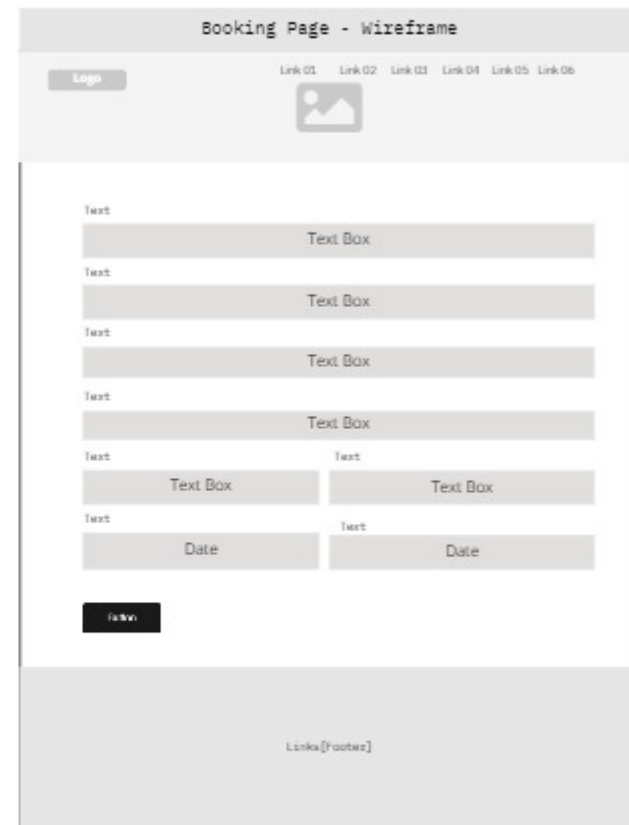 Booking Page - Wireframe
Logo
Link 01 Link 02 Link 03 Link 04 Link 05 Link 06
Text
Text Box
Text
Text Box
Text
Text Box
Text
Text Box
Text Text
Text Box Text Box
Text Text
Date Date
Button
Links[Footer]